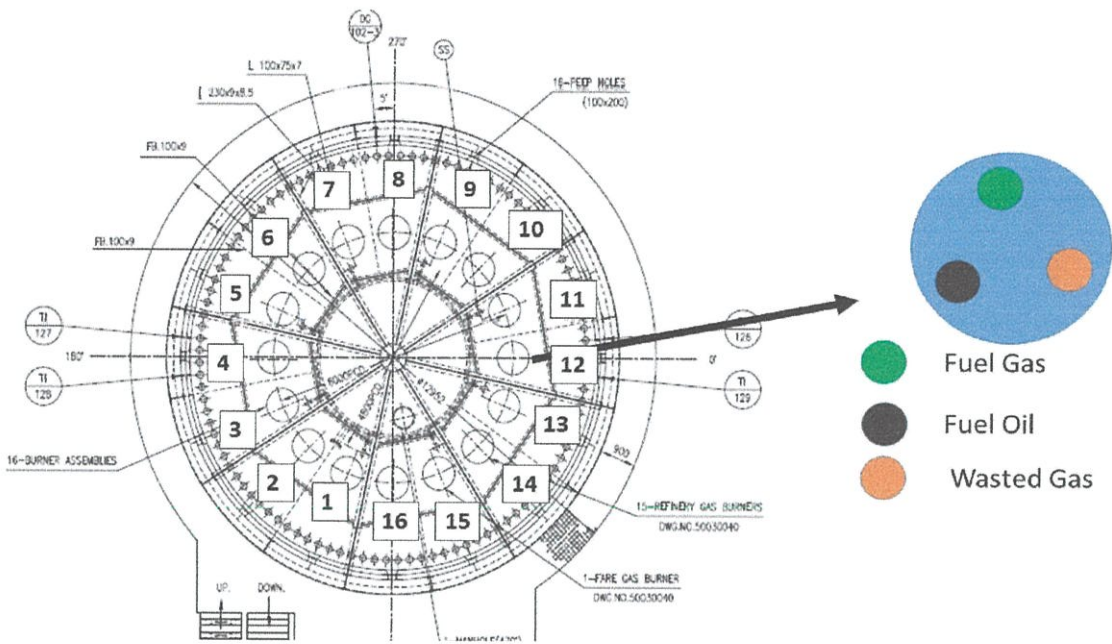 DG
102-3
270'
SS
L 100x75x7
[ 230x9x8.5
5'
16-PEEP HOLES
(100x200)
FB.100x9
FB.100x9
7
8
9
6
10
5
11
4
12
3
13
2
14
1
16
15
TI
127
180'
TI
128
126
0'
TI
129
900
16-BURNER ASSEMBLIES
15-REFINERY GAS BURNERS
DWG.NO.50030040
1-FARE GAS BURNER
DWG NO.50030040
UP.
DOWN.
Fuel Gas
Fuel Oil
Wasted Gas